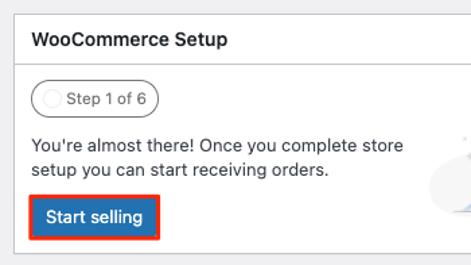 WooCommerce Setup
Step 1 of 6
You're almost there! Once you complete store
setup you can start receiving orders.
Start selling